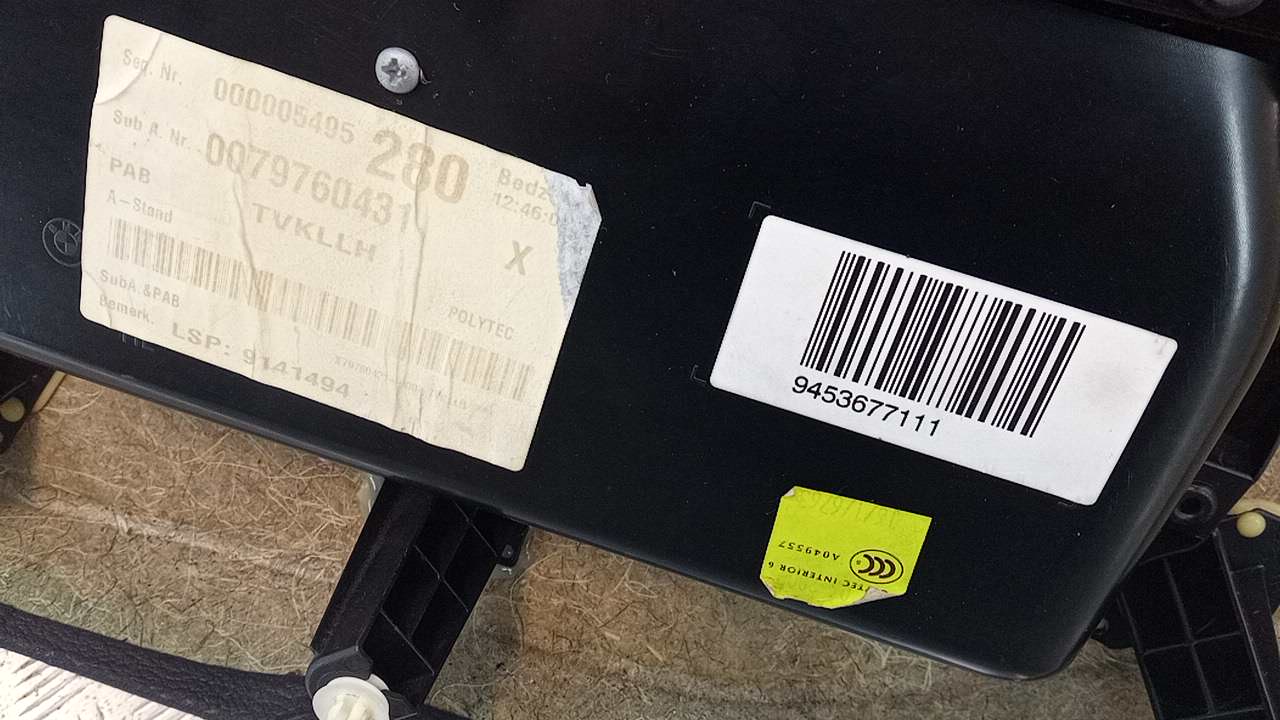 Seq. Nr. 000005495 280
Sub A. Nr. 0079760431
Bedz
12:46:0
PAB
TVKLLH
X
A-Stand
SubA.&PAB
POLYTEC
Bemerk.
LSP: 9141494
9453677111
A049557
TEC INTERIOR 6